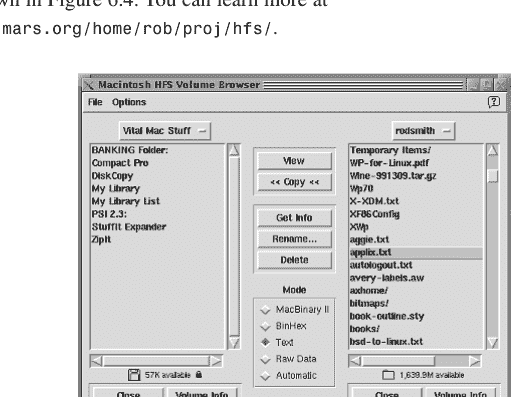 wn in Figure 6.4. You can learn more at
mars.org/home/rob/proj/hfs/.
Macintosh HFS Volume Browser
File Options
Vital Mac Stuff
BANKING Folder:
Compact Pro
DiskCopy
My Library
My Library List
PSI 2.3:
StuffIt Expander
ZipIt
57K available
Close Volume Info
View
<< Copy <<
Get Info
Rename...
Delete
Mode
MacBinary II
BinHex
Text
Raw Data
Automatic
rodsmith
Temporary Items/
WP-for-Linux.pdf
Wine-991309.tar.gz
Wp70
X-XDM.txt
XF86Config
XWp
aggie.txt
applix.txt
autologout.txt
avery-labels.aw
axhome/
bitmaps/
book-outline.sty
books/
bsd-to-linux.txt
1,639.9M available
Close Volume Info